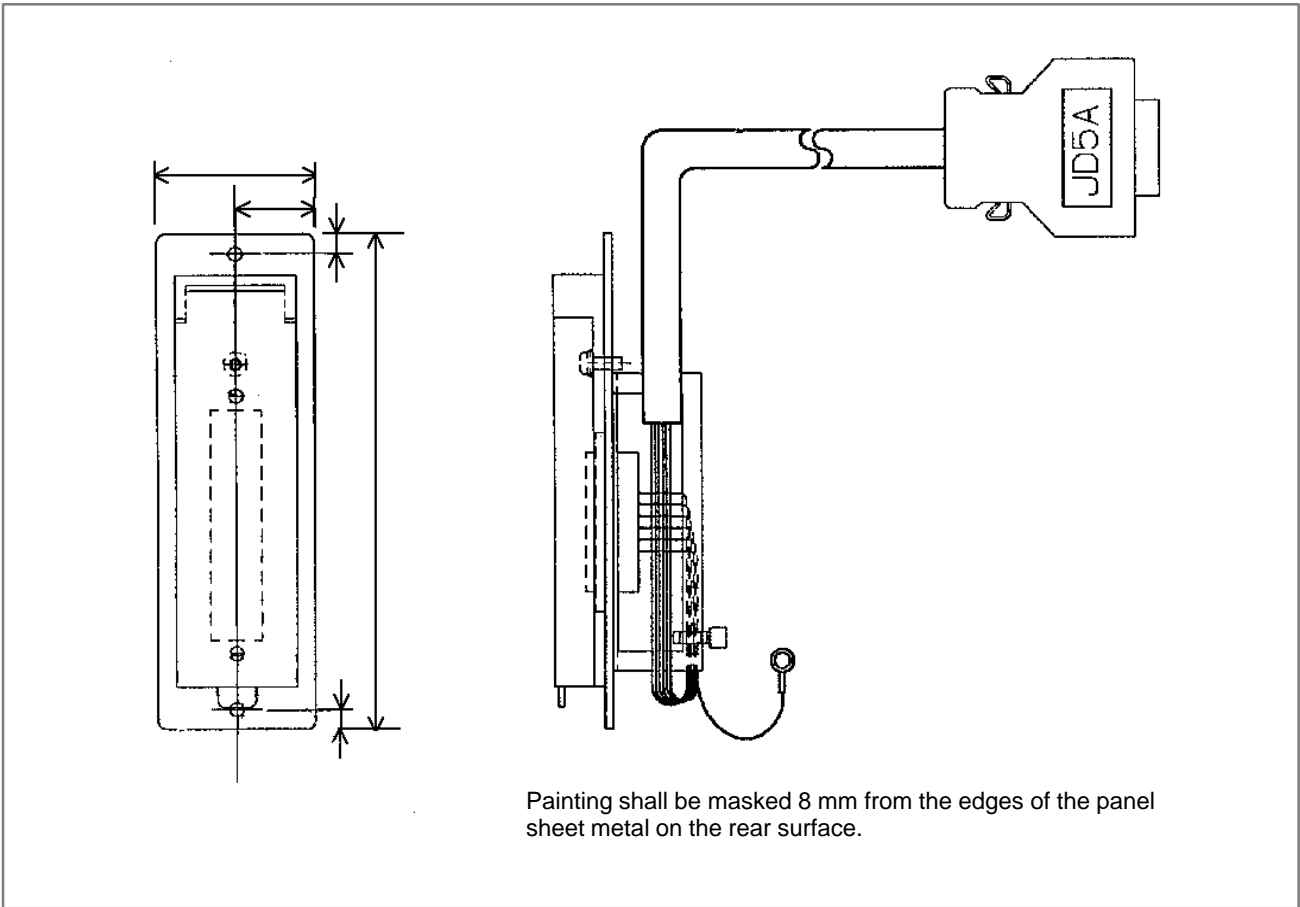 JD5A
Painting shall be masked 8 mm from the edges of the panel
sheet metal on the rear surface.